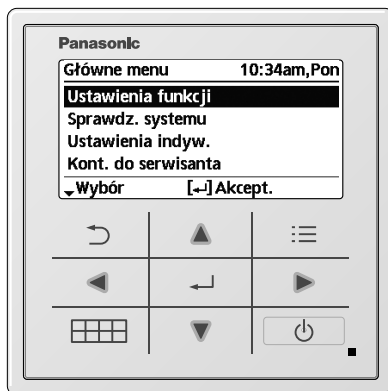 Panasonic
Główne menu 10:34am,Pon
Ustawienia funkcji
Sprawdz. systemu
Ustawienia indyw.
Kont. do serwisanta
Wybór [↵] Akcept.